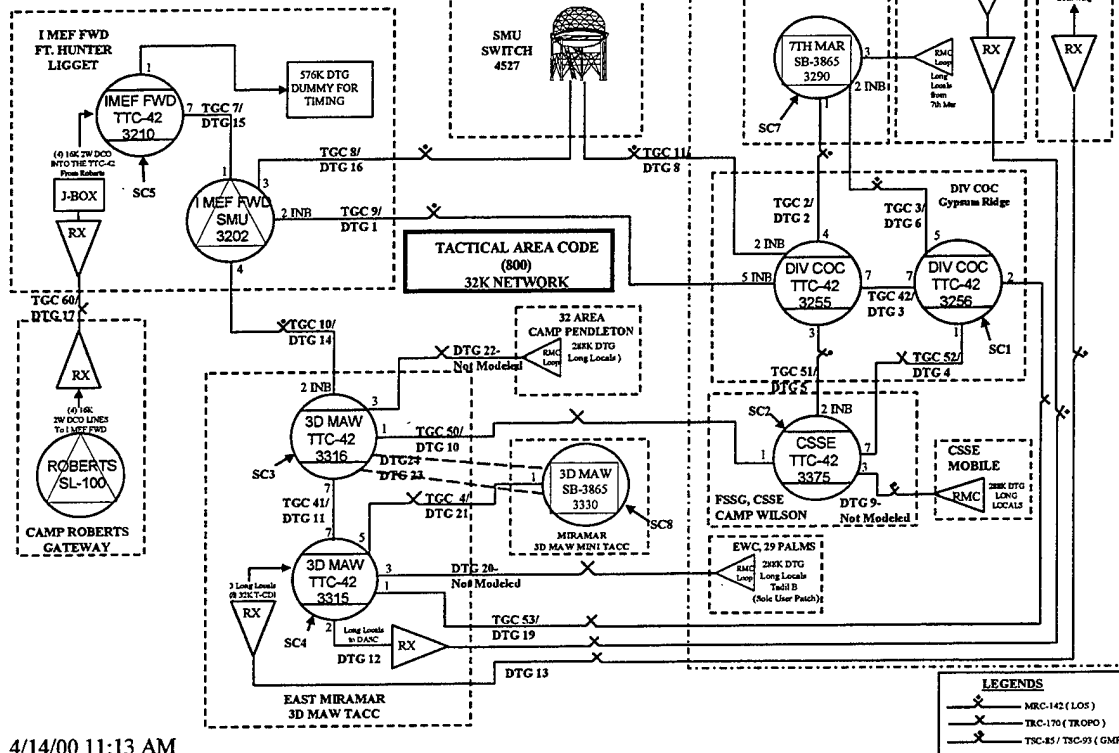 I MEF FWD
FT. HUNTER
LIGGET
1
576K DTG
DUMMY FOR
TIMING
IMEF FWD
TTC-42
3210
7
TGC 7/
DTG 15
(4) 16K 2W DCO
INTO THE TTC-42
From Roberts
SC5
J-BOX
RX
1
3
I MEF FWD
SMU
3202
2 INB
4
TGC 8/
DTG 16
TGC 9/
DTG 1
SMU
SWITCH
4527
TGC 11/
DTG 8
TACTICAL AREA CODE
(800)
32K NETWORK
7TH MAR
SB-3865
3290
3
RMC
Loop
Long
Locals
from
7th Mar
1
2 INB
SC7
RX
RX
DIV COC
Gypsum Ridge
TGC 2/
DTG 2
TGC 3/
DTG 6
2 INB
4
5
5 INB
DIV COC
TTC-42
3255
7
7
TGC 42/
DTG 3
DIV COC
TTC-42
3256
2
3
1
SC1
TGC 51/
DTG 5
TGC 52/
DTG 4
TGC 60/
DTG 17
RX
(4) 16K
2W DCO LINES
To I MEF FWD
ROBERTS
SL-100
CAMP ROBERTS
GATEWAY
TGC 10/
DTG 14
32 AREA
CAMP PENDLETON
RMC
Loop
288K DTG
Long Locals )
DTG 22-
Not Modeled
2 INB
3
3D MAW
TTC-42
3316
1
TGC 50/
DTG 10
SC3
DTG24
DTG 23
7
TGC 41/
DTG 11
TGC 4/
DTG 21
1
3D MAW
SB-3865
3330
SC8
MIRAMAR
3D MAW MINI TACC
SC2
2 INB
1
CSSE
TTC-42
3375
7
3
FSSG, CSSE
CAMP WILSON
DTG 9-
Not Modeled
CSSE
MOBILE
RMC
288K DTG
LONG
LOCALS
7
5
3D MAW
TTC-42
3315
3
1
2
SC4
DTG 20-
Not Modeled
EWC, 29 PALMS
RMC
Loop
288K DTG
Long Locals
Tadil B
(Sole User Patch)
3 Long Locals
(8 32K T-CDI
RX
Long Locals
to DASC
DTG 12
RX
TGC 53/
DTG 19
DTG 13
EAST MIRAMAR
3D MAW TACC
LEGENDS
MRC-142 ( LOS )
TRC-170 ( TROPO )
TSC-85 / TSC-93 ( GMF
4/14/00 11:13 AM